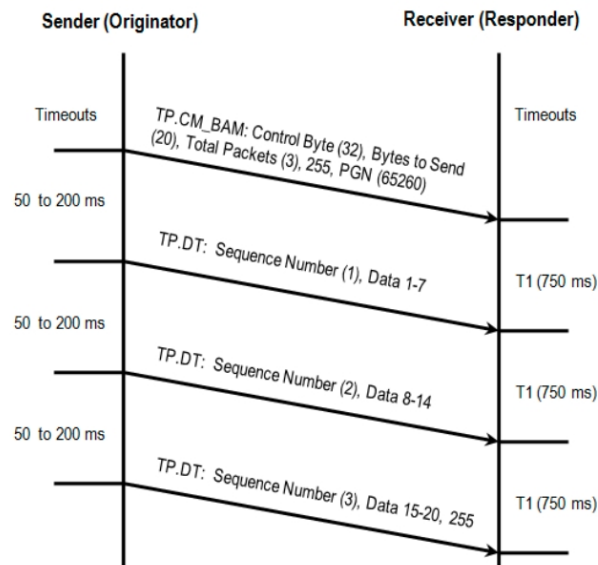 Sender (Originator)
Receiver (Responder)
Timeouts
Timeouts
TP.CM_BAM: Control Byte (32), Bytes to Send
(20), Total Packets (3), 255, PGN (65260)
50 to 200 ms
TP.DT: Sequence Number (1), Data 1-7
T1 (750 ms)
50 to 200 ms
TP.DT: Sequence Number (2), Data 8-14
T1 (750 ms)
50 to 200 ms
TP.DT: Sequence Number (3), Data 15-20, 255
T1 (750 ms)